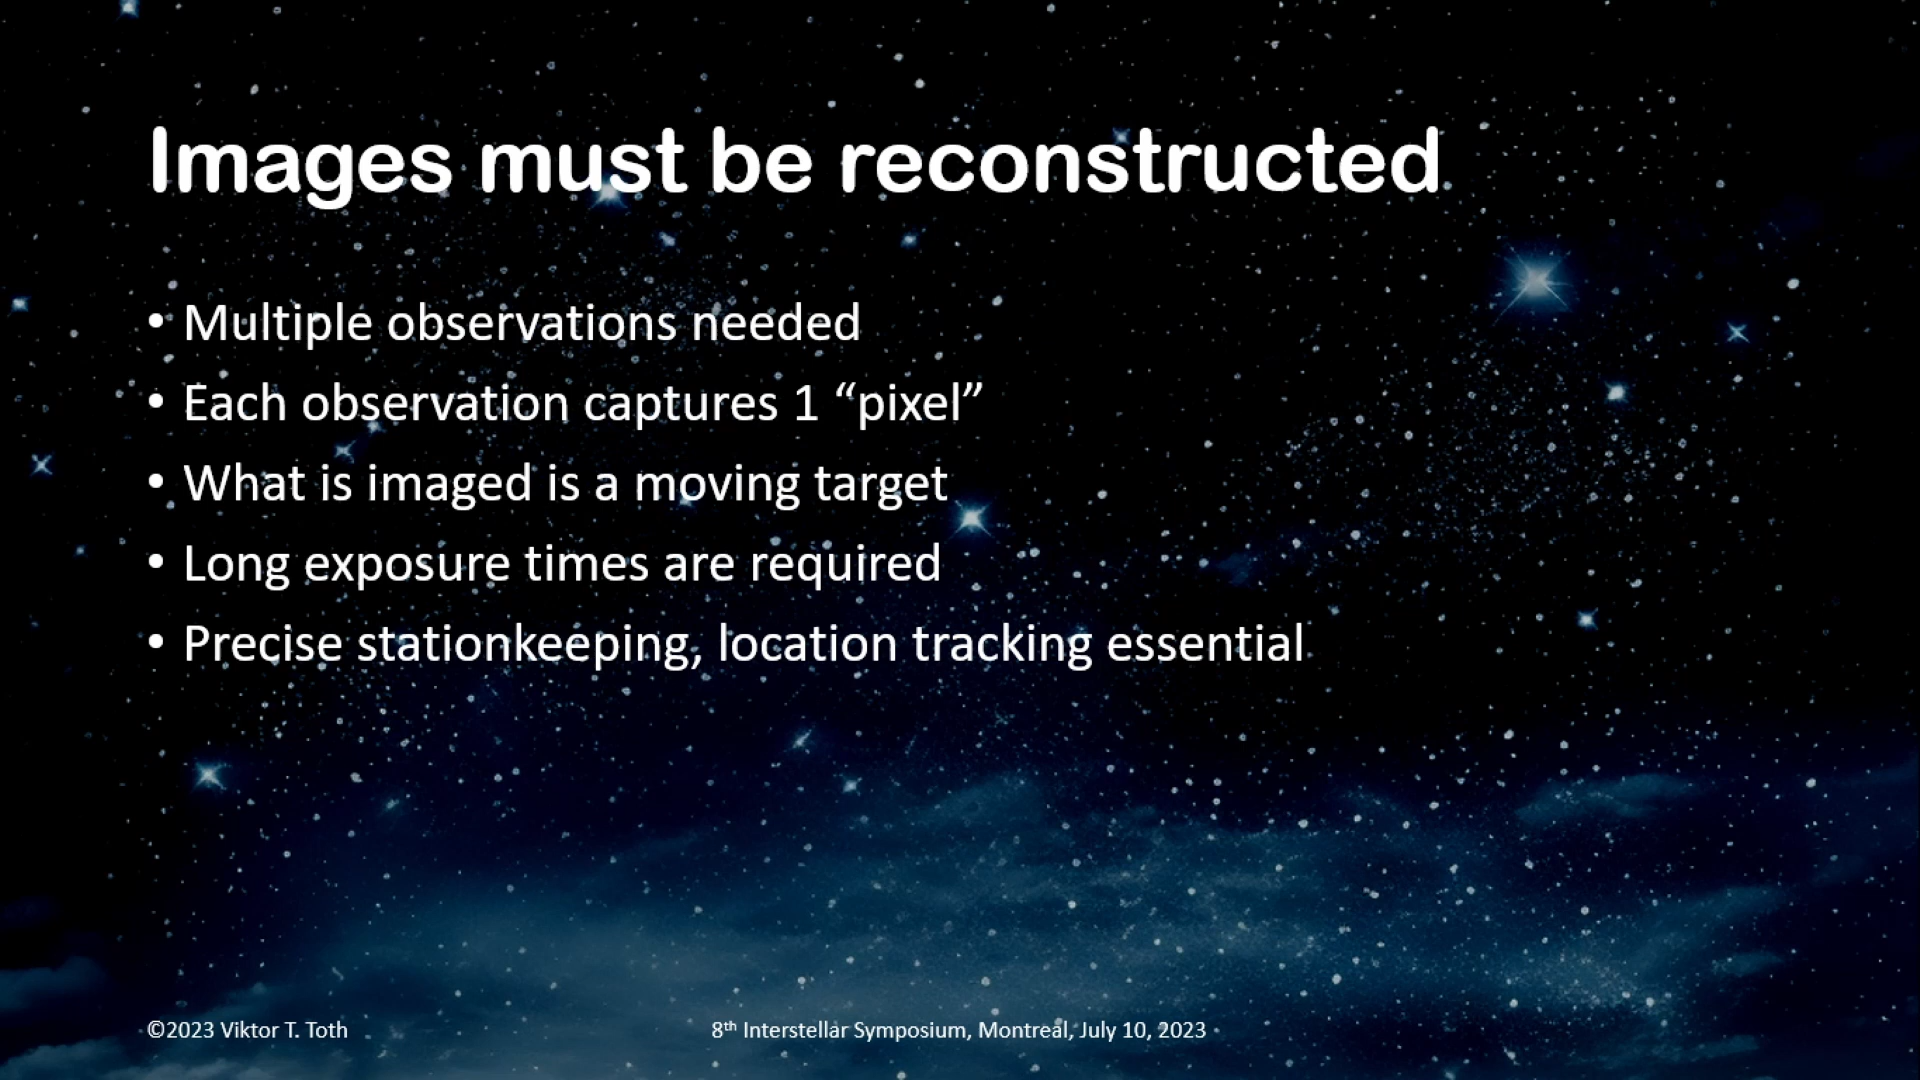 Images must be reconstructed
• Multiple observations needed
• Each observation captures 1 “pixel”
• What is imaged is a moving target
• Long exposure times are required
• Precise stationkeeping, location tracking essential
©2023 Viktor T. Toth
8th Interstellar Symposium, Montreal, July 10, 2023